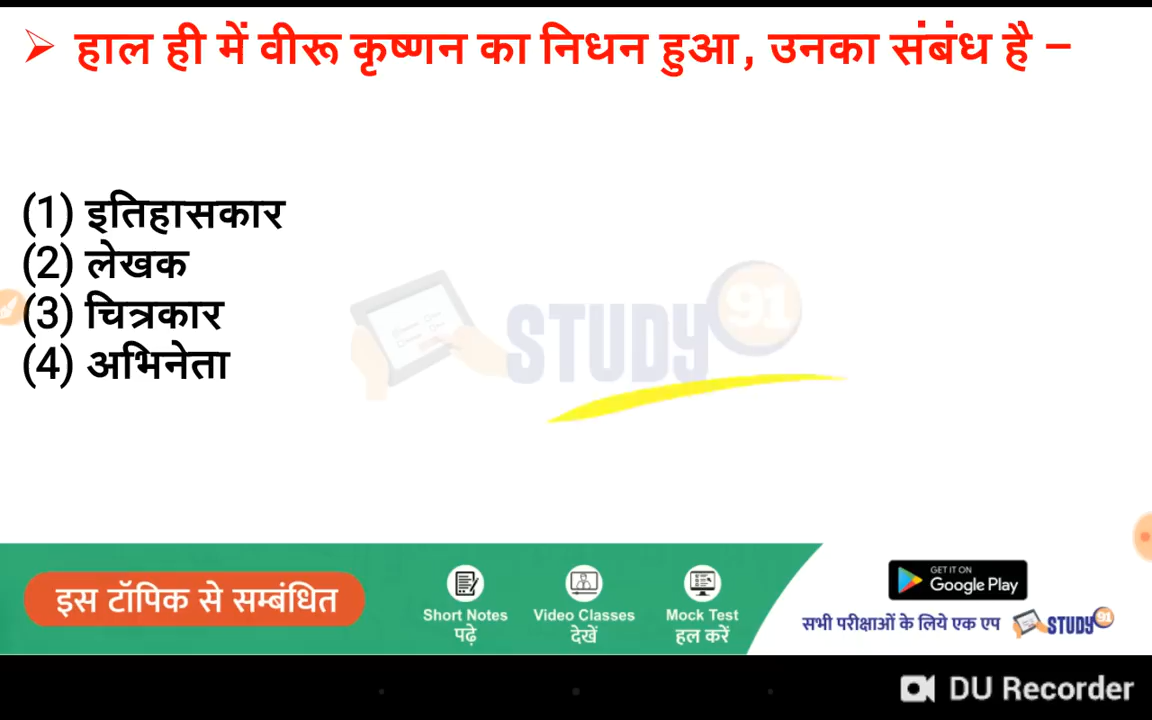 ➢ हाल ही में वीरू कृष्णन का निधन हुआ, उनका संबंध है –
(1) इतिहासकार
(2) लेखक
(3) चित्रकार
(4) अभिनेता
STUDY 91
इस टॉपिक से सम्बंधित
Short Notes
पढ़े
Video Classes
देखें
Mock Test
हल करें
GET IT ON
Google Play
सभी परीक्षाओं के लिये एक एप STUDY 91
DU Recorder